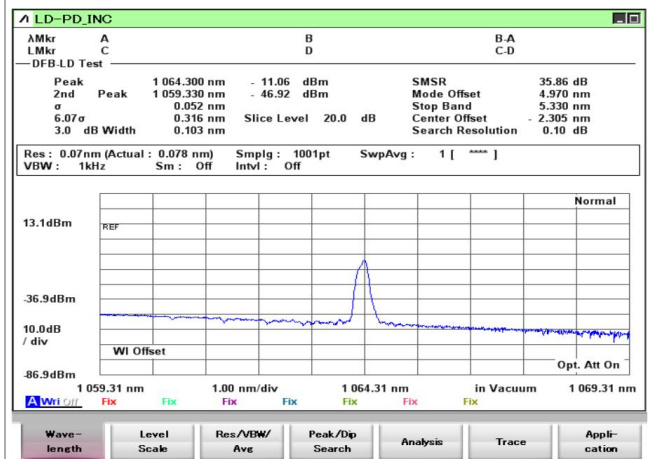 LD-PD_INC
λMkr A B B-A
LMkr C D C-D
DFB-LD Test
Peak 1 064.300 nm - 11.06 dBm SMSR 35.86 dB
2nd Peak 1 059.330 nm - 46.92 dBm Mode Offset 4.970 nm
σ 0.052 nm Stop Band 5.330 nm
6.07σ 0.316 nm Slice Level 20.0 dB Center Offset - 2.305 nm
3.0 dB Width 0.103 nm Search Resolution 0.10 dB
Res : 0.07nm (Actual : 0.078 nm) Smplg : 1001pt SwpAvg : 1 [ **** ]
VBW : 1kHz Sm : Off Intvl : Off
Normal
13.1dBm
REF
-36.9dBm
10.0dB
/ div
WI Offset
Opt. Att On
-86.9dBm
1 059.31 nm 1.00 nm/div 1 064.31 nm in Vacuum 1 069.31 nm
A Wri Off Fix Fix Fix Fix Fix Fix Fix
Wave-
length
Level
Scale
Res/VBW/
Avg
Peak/Dip
Search
Analysis
Trace
Appli-
cation